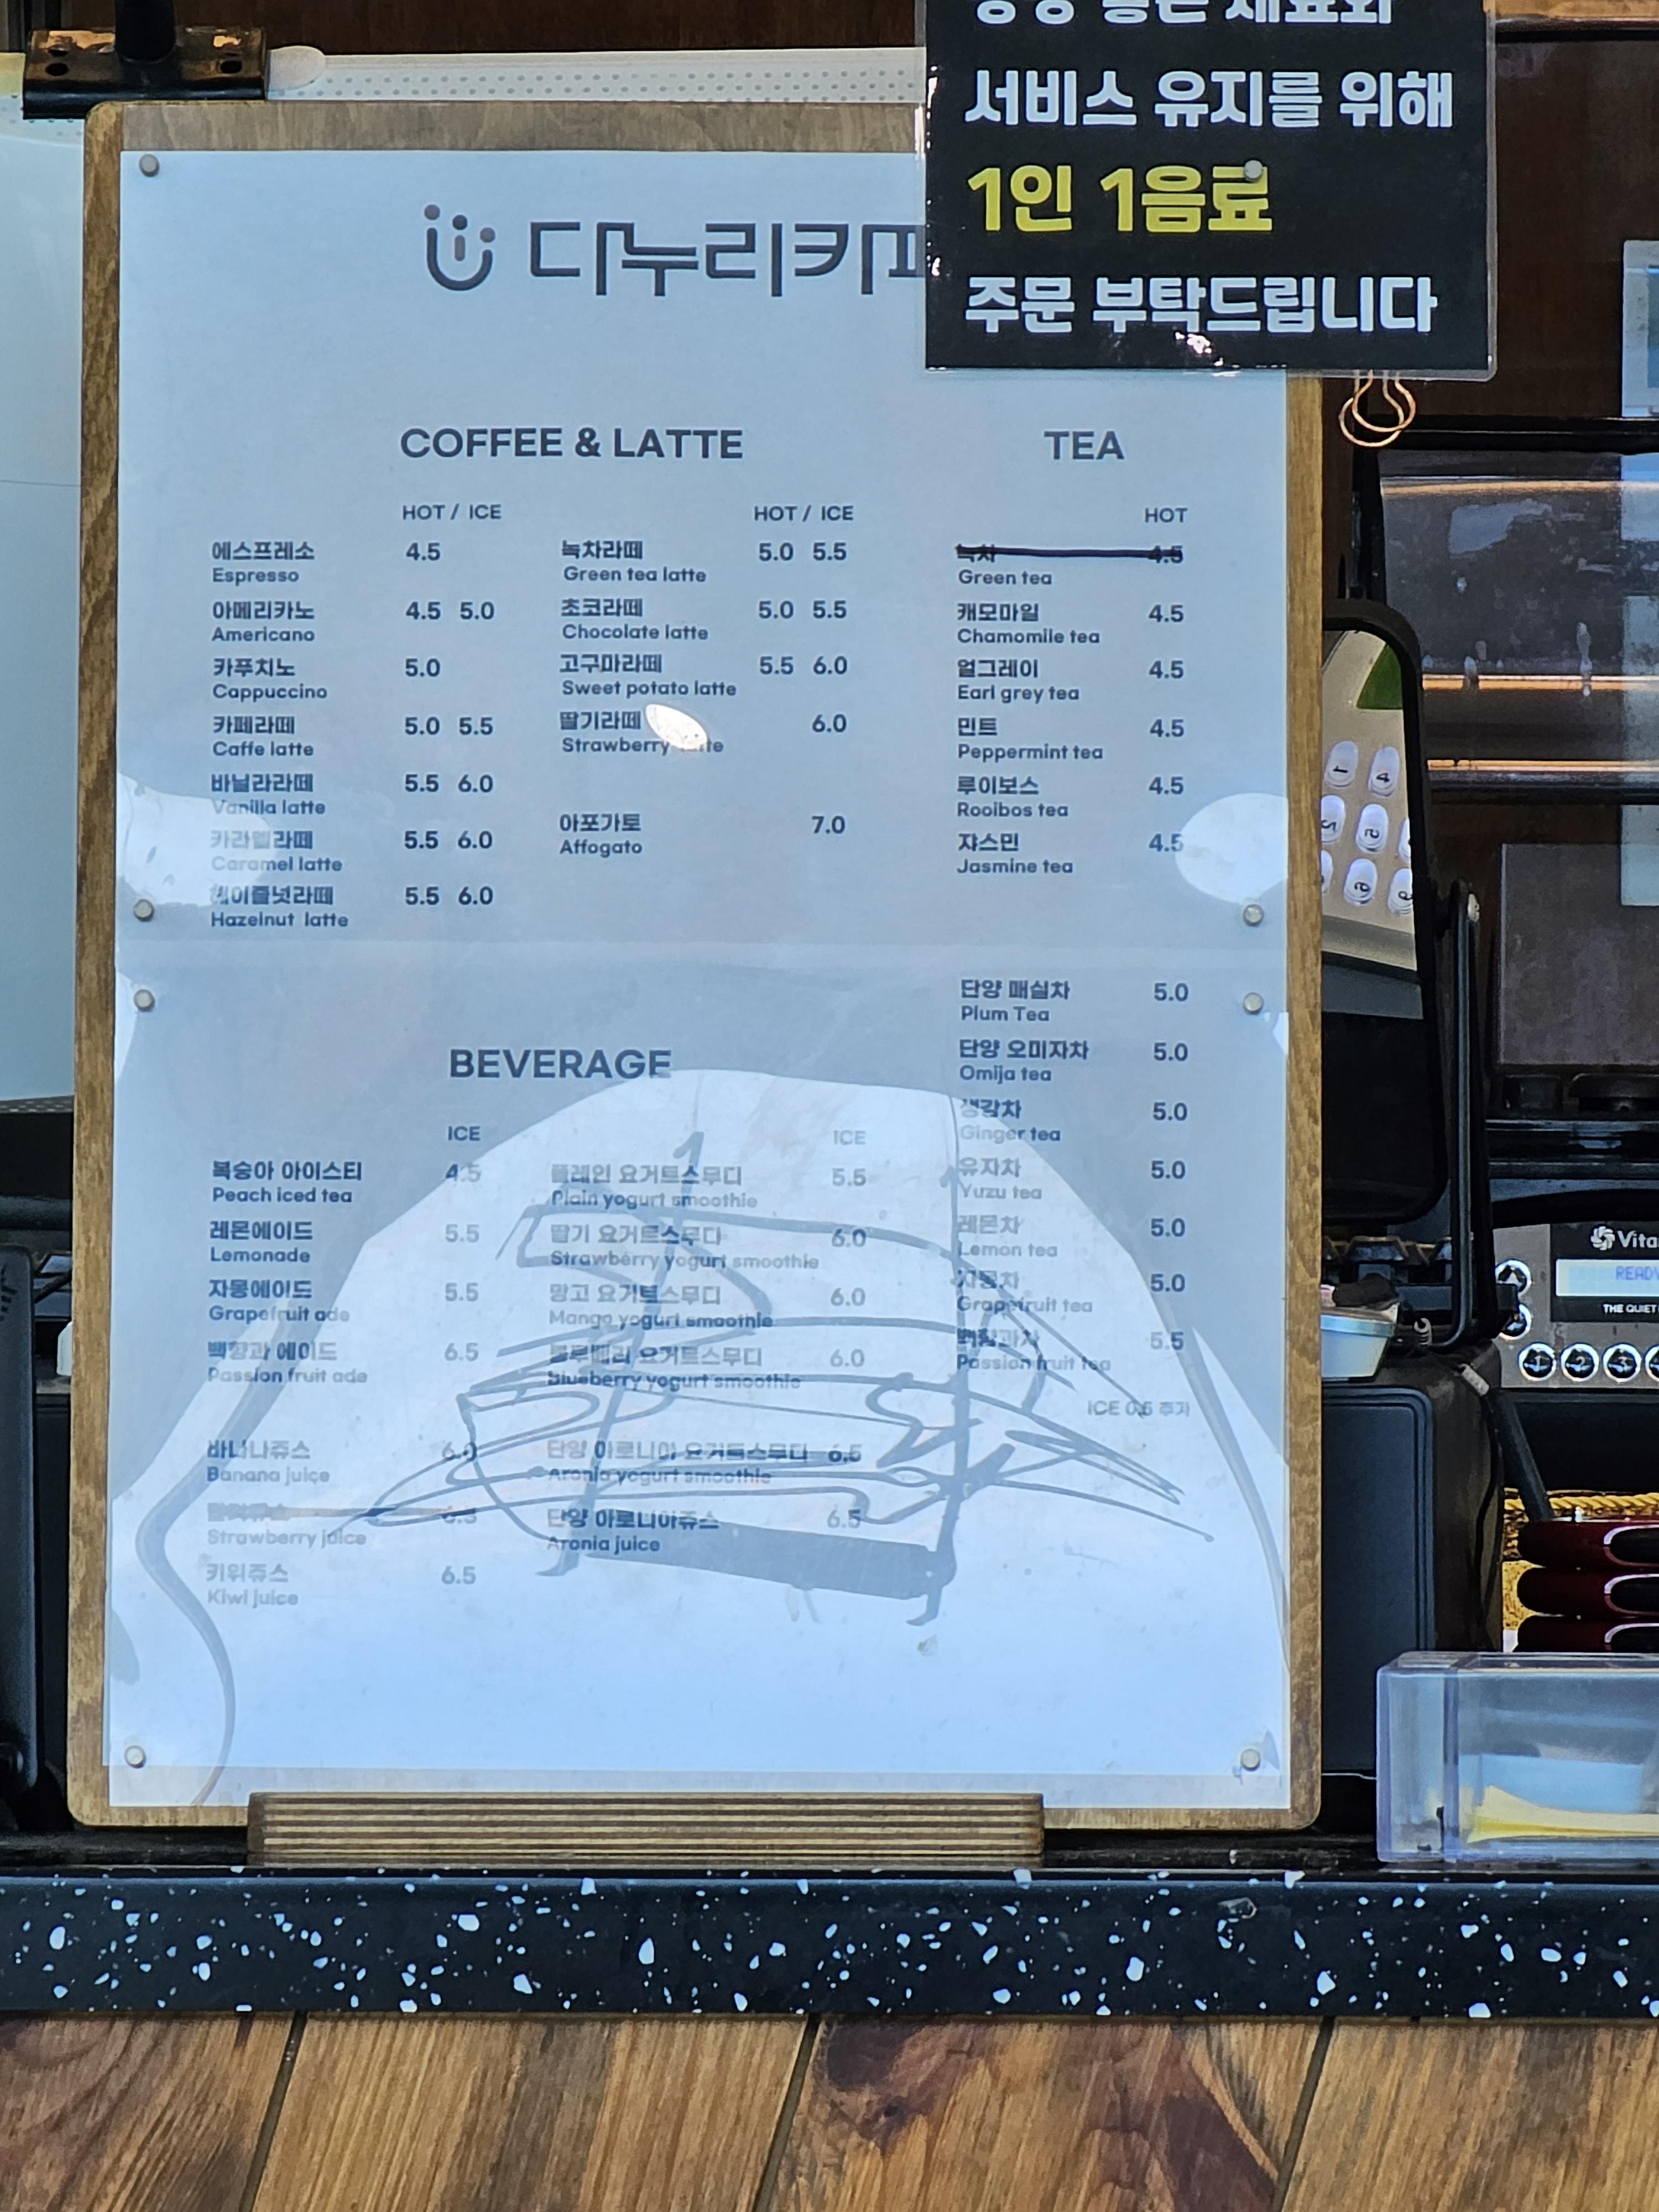 서비스 유지를 위해
1인 1음료
주문 부탁드립니다
다누리카페
COFFEE & LATTE
HOT / ICE
에스프레소 4.5
Espresso
아메리카노 4.5 5.0
Americano
카푸치노 5.0
Cappuccino
카페라떼 5.0 5.5
Caffe latte
바닐라라떼 5.5 6.0
Vanilla latte
카라멜라떼 5.5 6.0
Caramel latte
헤이즐넛라떼 5.5 6.0
Hazelnut latte
HOT / ICE
녹차라떼 5.0 5.5
Green tea latte
초코라떼 5.0 5.5
Chocolate latte
고구마라떼 5.5 6.0
Sweet potato latte
딸기라떼 6.0
Strawberry latte
아포가토 7.0
Affogato
TEA
HOT
녹차 4.5
Green tea
캐모마일 4.5
Chamomile tea
얼그레이 4.5
Earl grey tea
민트 4.5
Peppermint tea
루이보스 4.5
Rooibos tea
쟈스민 4.5
Jasmine tea
단양 매실차 5.0
Plum Tea
단양 오미자차 5.0
Omija tea
생강차 5.0
Ginger tea
유자차 5.0
Yuzu tea
레몬차 5.0
Lemon tea
자몽차 5.0
Grapefruit tea
백향과차 5.5
Passion fruit tea
ICE 0.5 추가
BEVERAGE
ICE
복숭아 아이스티 4.5
Peach iced tea
레몬에이드 5.5
Lemonade
자몽에이드 5.5
Grapefruit ade
백향과 에이드 6.5
Passion fruit ade
바나나쥬스 6.0
Banana juice
딸기쥬스 6.5
Strawberry juice
키위쥬스 6.5
Kiwi juice
ICE
플레인 요거트스무디 5.5
Plain yogurt smoothie
딸기 요거트스무디 6.0
Strawberry yogurt smoothie
망고 요거트스무디 6.0
Mango yogurt smoothie
블루베리 요거트스무디 6.0
Blueberry yogurt smoothie
단양 아로니아 요거트스무디 6.5
Aronia yogurt smoothie
단양 아로니아쥬스 6.5
Aronia juice
Vita
READY
THE QUIET
1 2 3